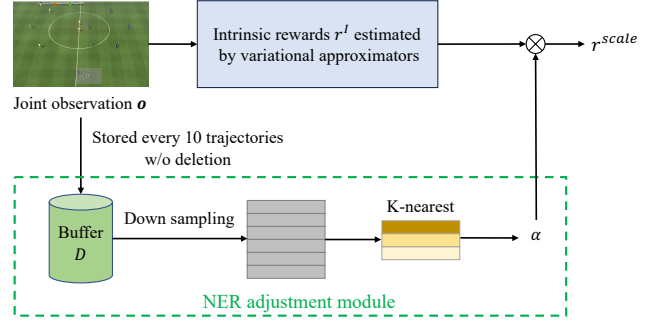 Intrinsic rewards r^I estimated
by variational approximators
r^scale
Joint observation o
Stored every 10 trajectories
w/o deletion
Buffer
D
Down sampling
K-nearest
α
NER adjustment module